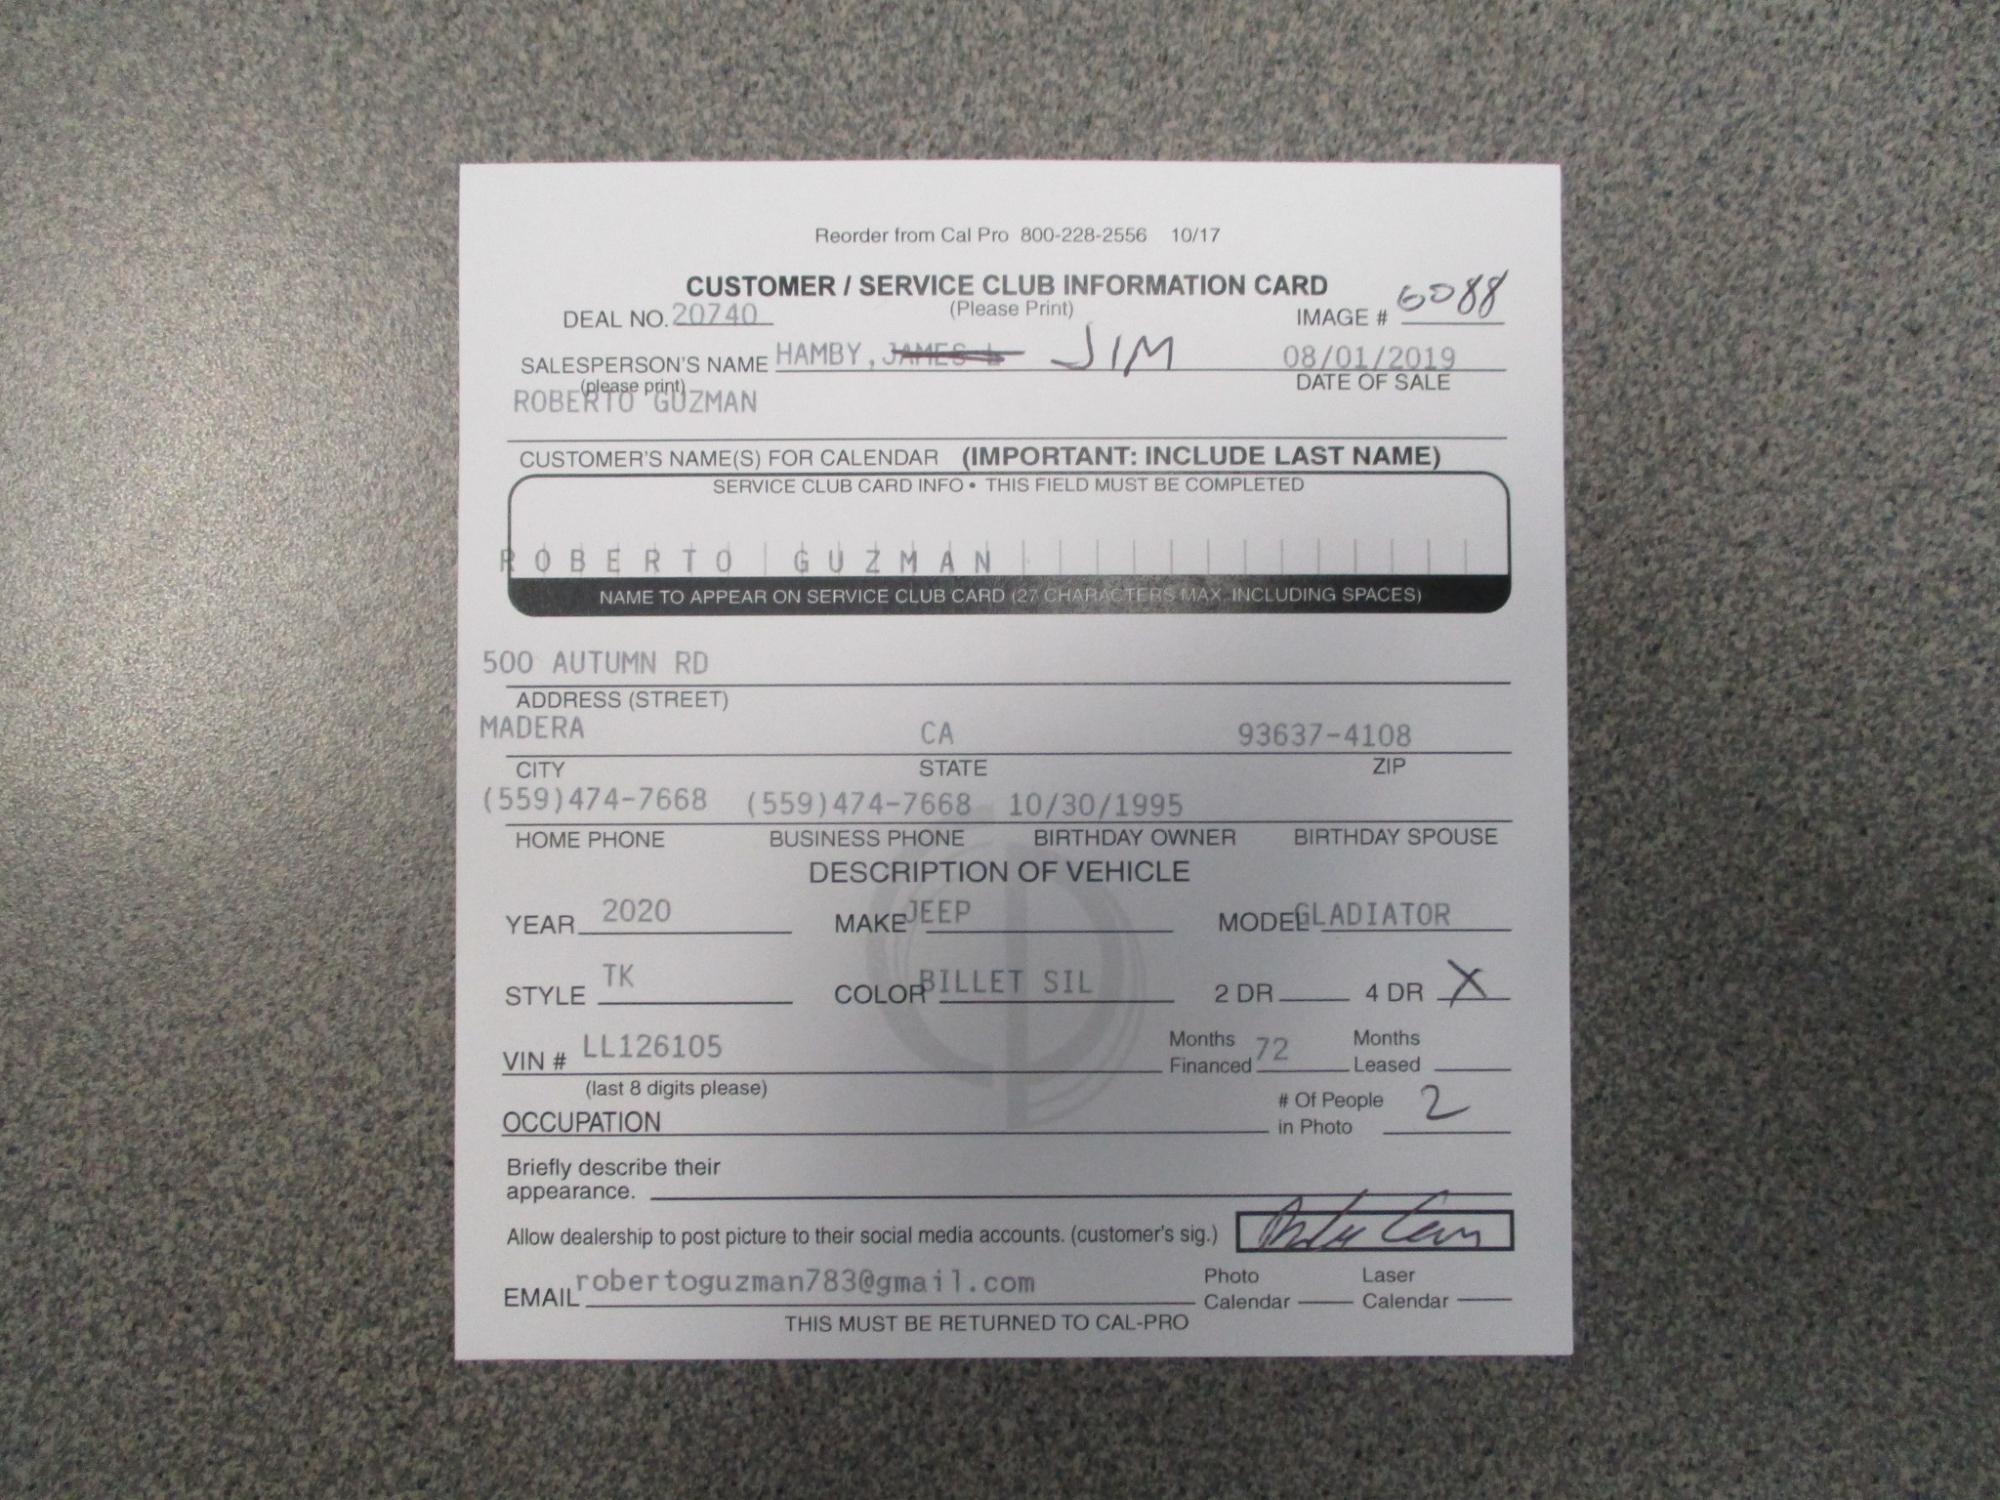 Reorder from Cal Pro 800-228-2556 10/17
CUSTOMER / SERVICE CLUB INFORMATION CARD
(Please Print)
DEAL NO. 20740 IMAGE # 6088
SALESPERSON'S NAME HAMBY, JAMES L JIM 08/01/2019
(please print) DATE OF SALE
ROBERTO GUZMAN
CUSTOMER'S NAME(S) FOR CALENDAR (IMPORTANT: INCLUDE LAST NAME)
SERVICE CLUB CARD INFO • THIS FIELD MUST BE COMPLETED
ROBERTO GUZMAN
NAME TO APPEAR ON SERVICE CLUB CARD (27 CHARACTERS MAX. INCLUDING SPACES)
500 AUTUMN RD
ADDRESS (STREET)
MADERA CA 93637-4108
CITY STATE ZIP
(559)474-7668 (559)474-7668 10/30/1995
HOME PHONE BUSINESS PHONE BIRTHDAY OWNER BIRTHDAY SPOUSE
DESCRIPTION OF VEHICLE
YEAR 2020 MAKE JEEP MODEL GLADIATOR
STYLE TK COLOR BILLET SIL 2 DR 4 DR X
VIN # LL126105 Months Financed 72 Months Leased
(last 8 digits please)
OCCUPATION # Of People in Photo 2
Briefly describe their
appearance.
Allow dealership to post picture to their social media accounts. (customer's sig.)
EMAIL robertoguzman783@gmail.com Photo Calendar Laser Calendar
THIS MUST BE RETURNED TO CAL-PRO